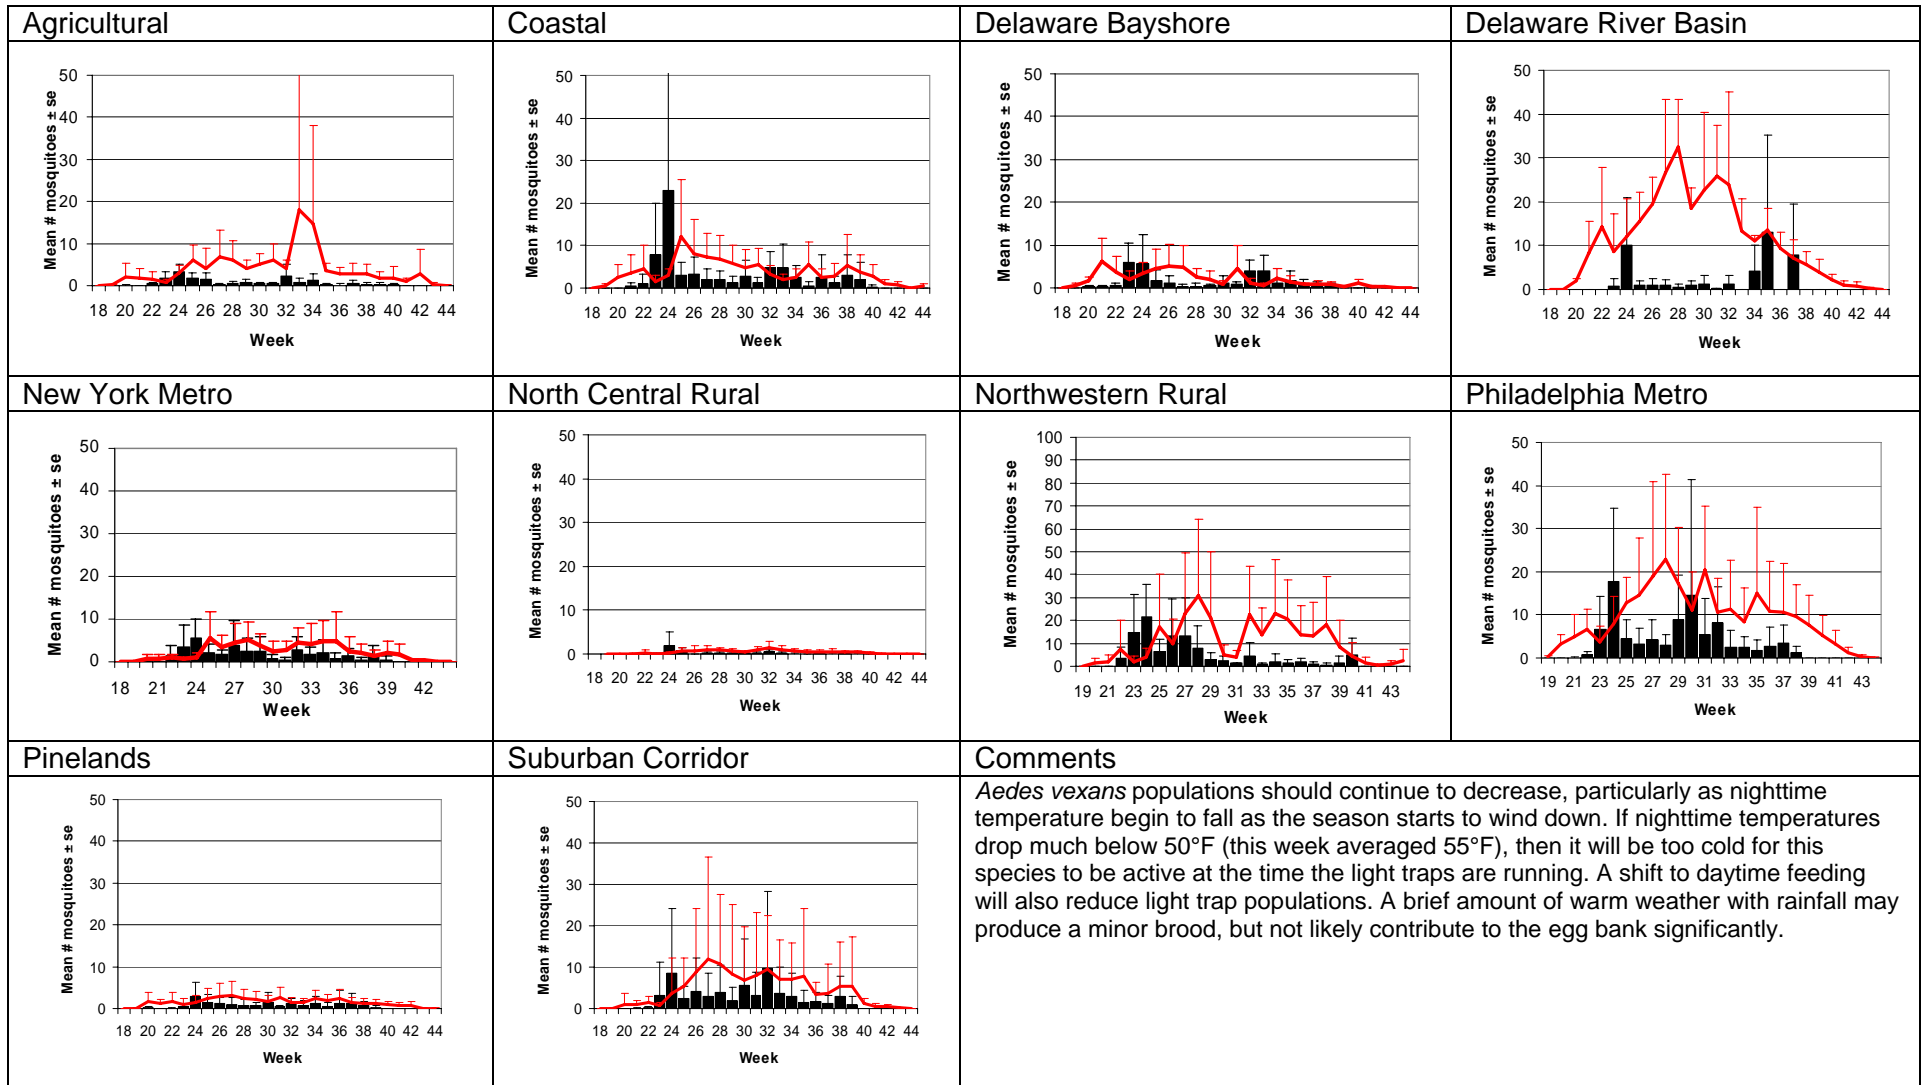 Agricultural
Coastal
Delaware Bayshore
Delaware River Basin
Mean # mosquitoes ± se
50
40
30
20
10
0
18 20 22 24 26 28 30 32 34 36 38 40 42 44
Week
Mean # mosquitoes ± se
50
40
30
20
10
0
18 20 22 24 26 28 30 32 34 36 38 40 42 44
Week
Mean # mosquitoes ± se
50
40
30
20
10
0
18 20 22 24 26 28 30 32 34 36 38 40 42 44
Week
Mean # mosquitoes ± se
50
40
30
20
10
0
18 20 22 24 26 28 30 32 34 36 38 40 42 44
Week
New York Metro
North Central Rural
Northwestern Rural
Philadelphia Metro
Mean # mosquitoes ± se
50
40
30
20
10
0
18 21 24 27 30 33 36 39 42
Week
Mean # mosquitoes ± se
50
40
30
20
10
0
18 20 22 24 26 28 30 32 34 36 38 40 42 44
Week
Mean # mosquitoes ± se
100
90
80
70
60
50
40
30
20
10
0
19 21 23 25 27 29 31 33 35 37 39 41 43
Week
Mean # mosquitoes ± se
50
40
30
20
10
0
19 21 23 25 27 29 31 33 35 37 39 41 43
Week
Pinelands
Suburban Corridor
Comments
Mean # mosquitoes ± se
50
40
30
20
10
0
18 20 22 24 26 28 30 32 34 36 38 40 42 44
Week
Mean # mosquitoes ± se
50
40
30
20
10
0
18 20 22 24 26 28 30 32 34 36 38 40 42 44
Week
Aedes vexans populations should continue to decrease, particularly as nighttime
temperature begin to fall as the season starts to wind down. If nighttime temperatures
drop much below 50°F (this week averaged 55°F), then it will be too cold for this
species to be active at the time the light traps are running. A shift to daytime feeding
will also reduce light trap populations. A brief amount of warm weather with rainfall may
produce a minor brood, but not likely contribute to the egg bank significantly.